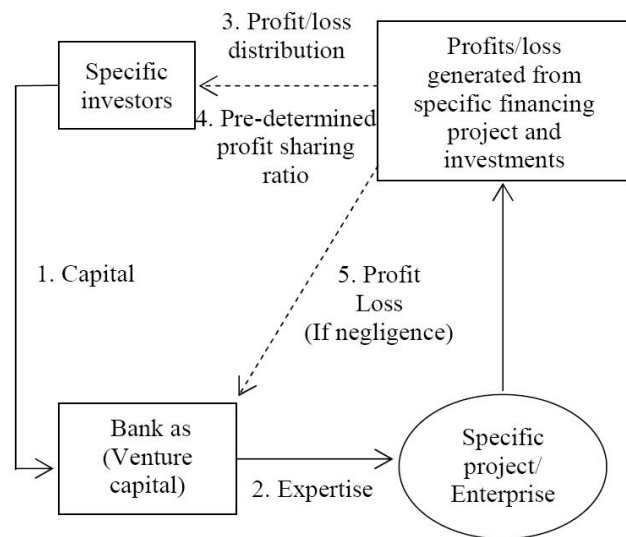 3. Profit/loss
distribution
Specific
investors
Profits/loss
generated from
specific financing
project and
investments
4. Pre-determined
profit sharing
ratio
1. Capital
5. Profit
Loss
(If negligence)
Bank as
(Venture
capital)
2. Expertise
Specific
project/
Enterprise